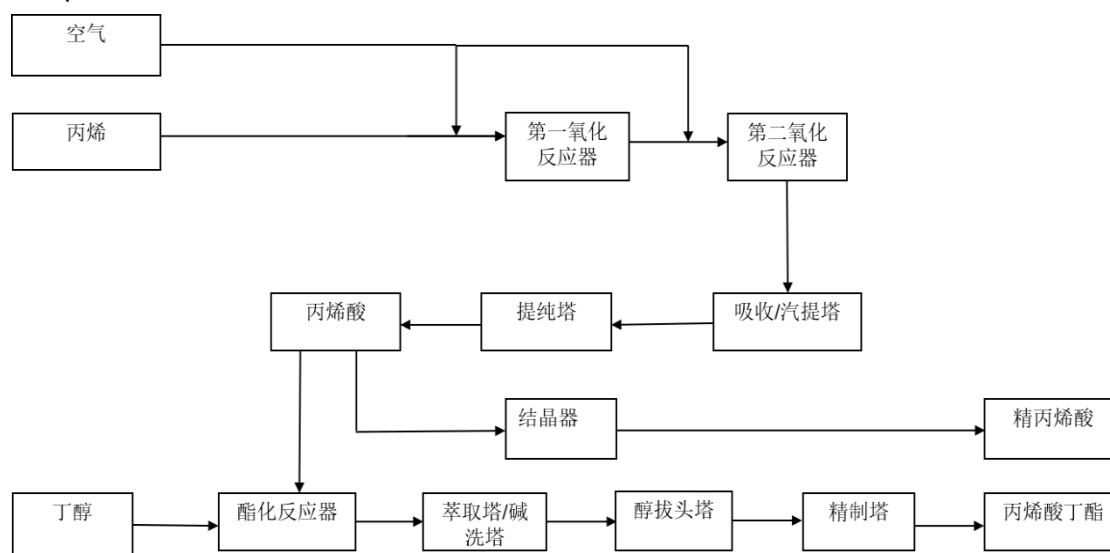 空气
丙烯
第一氧化
反应器
第二氧化
反应器
丙烯酸
提纯塔
吸收/汽提塔
结晶器
精丙烯酸
丁醇
酯化反应器
萃取塔/碱
洗塔
醇拔头塔
精制塔
丙烯酸丁酯